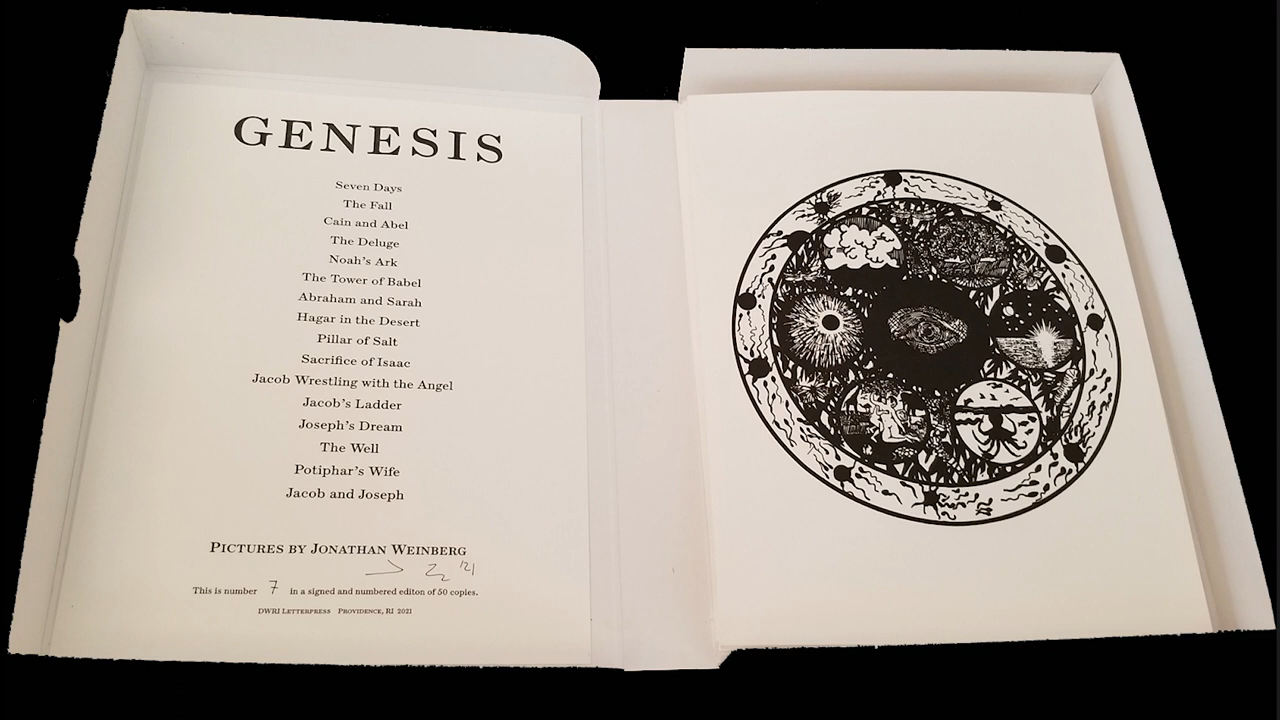 GENESIS
Seven Days
The Fall
Cain and Abel
The Deluge
Noah's Ark
The Tower of Babel
Abraham and Sarah
Hagar in the Desert
Pillar of Salt
Sacrifice of Isaac
Jacob Wrestling with the Angel
Jacob's Ladder
Joseph's Dream
The Well
Potiphar's Wife
Jacob and Joseph
PICTURES BY JONATHAN WEINBERG
'21
This is number 7 in a signed and numbered editon of 50 copies.
DWRI LETTERPRESS PROVIDENCE, RI 2021